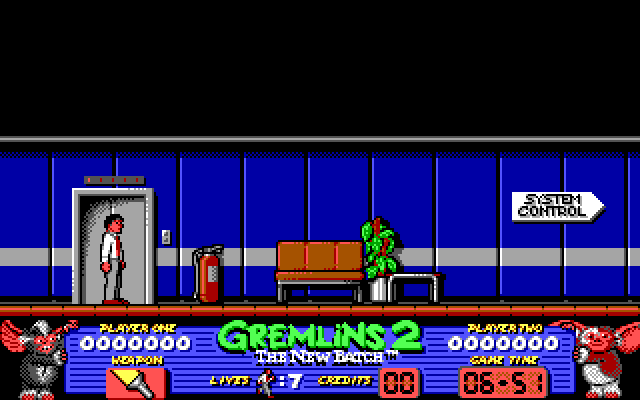 SYSTEM
CONTROL
PLAYER ONE
0000000
WEAPON
GREMLINS 2
THE NEW BATCH™
LIVES :7 CREDITS 00
PLAYER TWO
0000000
GAME TIME
06-51